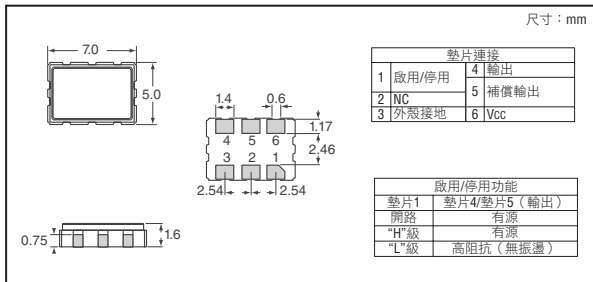 尺寸：mm
7.0
5.0
1.4
0.6
1.17
2.46
4 5 6
3 2 1
2.54
2.54
0.75
1.6
墊片連接
1 啟用/停用 4 輸出
5 補償輸出
2 NC
3 外殼接地 6 Vcc
啟用/停用功能
墊片1 墊片4/墊片5（輸出）
開路 有源
“H”級 有源
“L”級 高阻抗（無振盪）